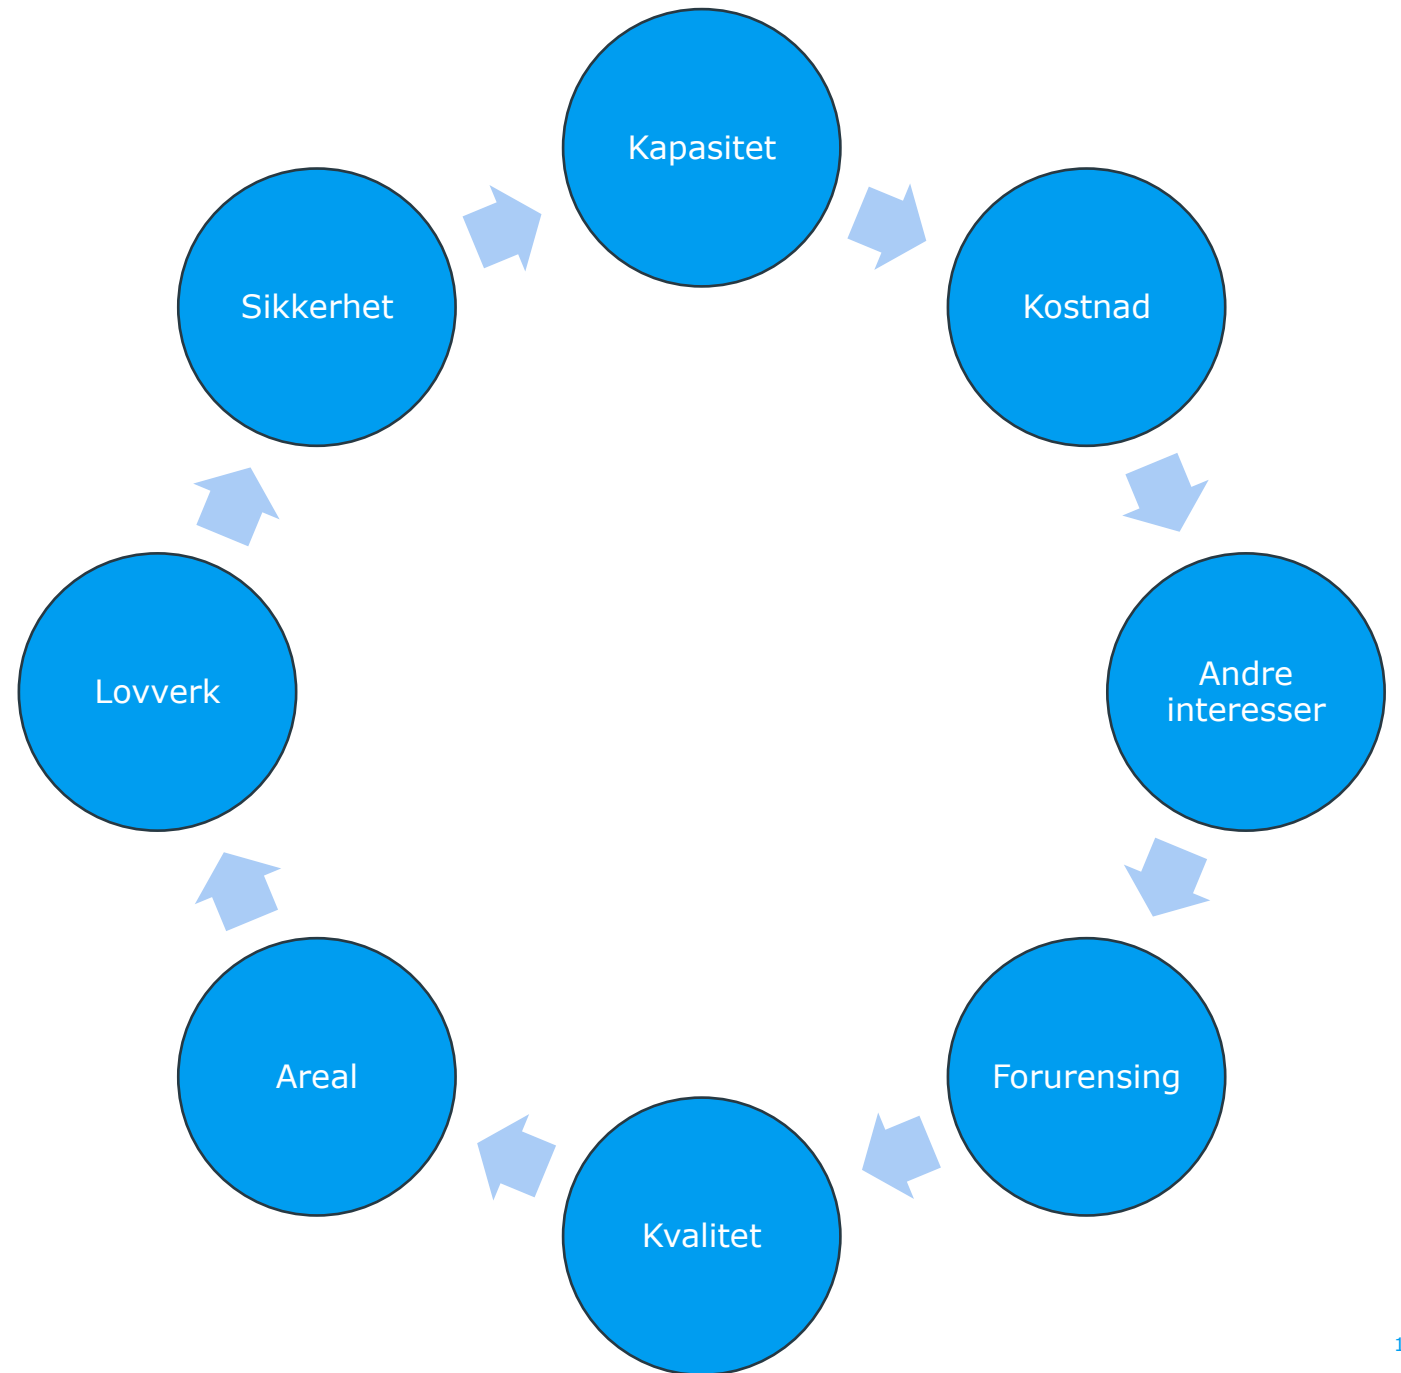 Kapasitet
Kostnad
Andre
interesser
Forurensing
Kvalitet
Areal
Lovverk
Sikkerhet
1